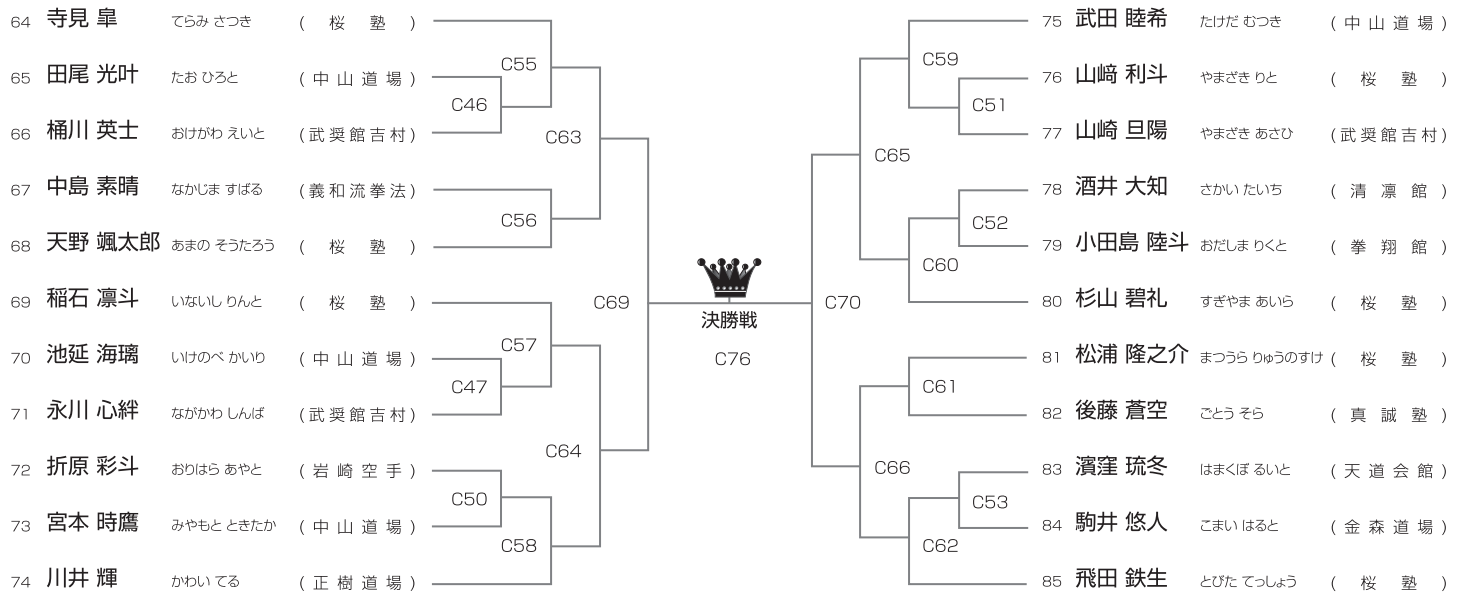 64 寺見 皐 てらみ さつき (桜塾)
65 田尾 光叶 たお ひろと (中山道場)
66 桶川 英士 おけがわ えいと (武奨館吉村)
67 中島 素晴 なかじま すばる (義和流拳法)
68 天野 颯太郎 あまの そうたろう (桜塾)
69 稲石 凛斗 いないし りんと (桜塾)
70 池延 海璃 いけのべ かいり (中山道場)
71 永川 心絆 ながかわ しんば (武奨館吉村)
72 折原 彩斗 おりはら あやと (岩崎空手)
73 宮本 時鷹 みやもと ときたか (中山道場)
74 川井 輝 かわい てる (正樹道場)
C55
C46
C63
C56
C69
C57
C47
C64
C50
C58
決勝戦
C76
C59
C51
C65
C52
C60
C70
C61
C66
C53
C62
75 武田 睦希 たけだ むつき (中山道場)
76 山﨑 利斗 やまざき りと (桜塾)
77 山崎 旦陽 やまざき あさひ (武奨館吉村)
78 酒井 大知 さかい たいち (清凛館)
79 小田島 陸斗 おだしま りくと (拳翔館)
80 杉山 碧礼 すぎやま あいら (桜塾)
81 松浦 隆之介 まつうら りゅうのすけ (桜塾)
82 後藤 蒼空 ごとう そら (真誠塾)
83 濱窪 琉冬 はまくぼ るいと (天道会館)
84 駒井 悠人 こまい はると (金森道場)
85 飛田 鉄生 とびた てっしょう (桜塾)